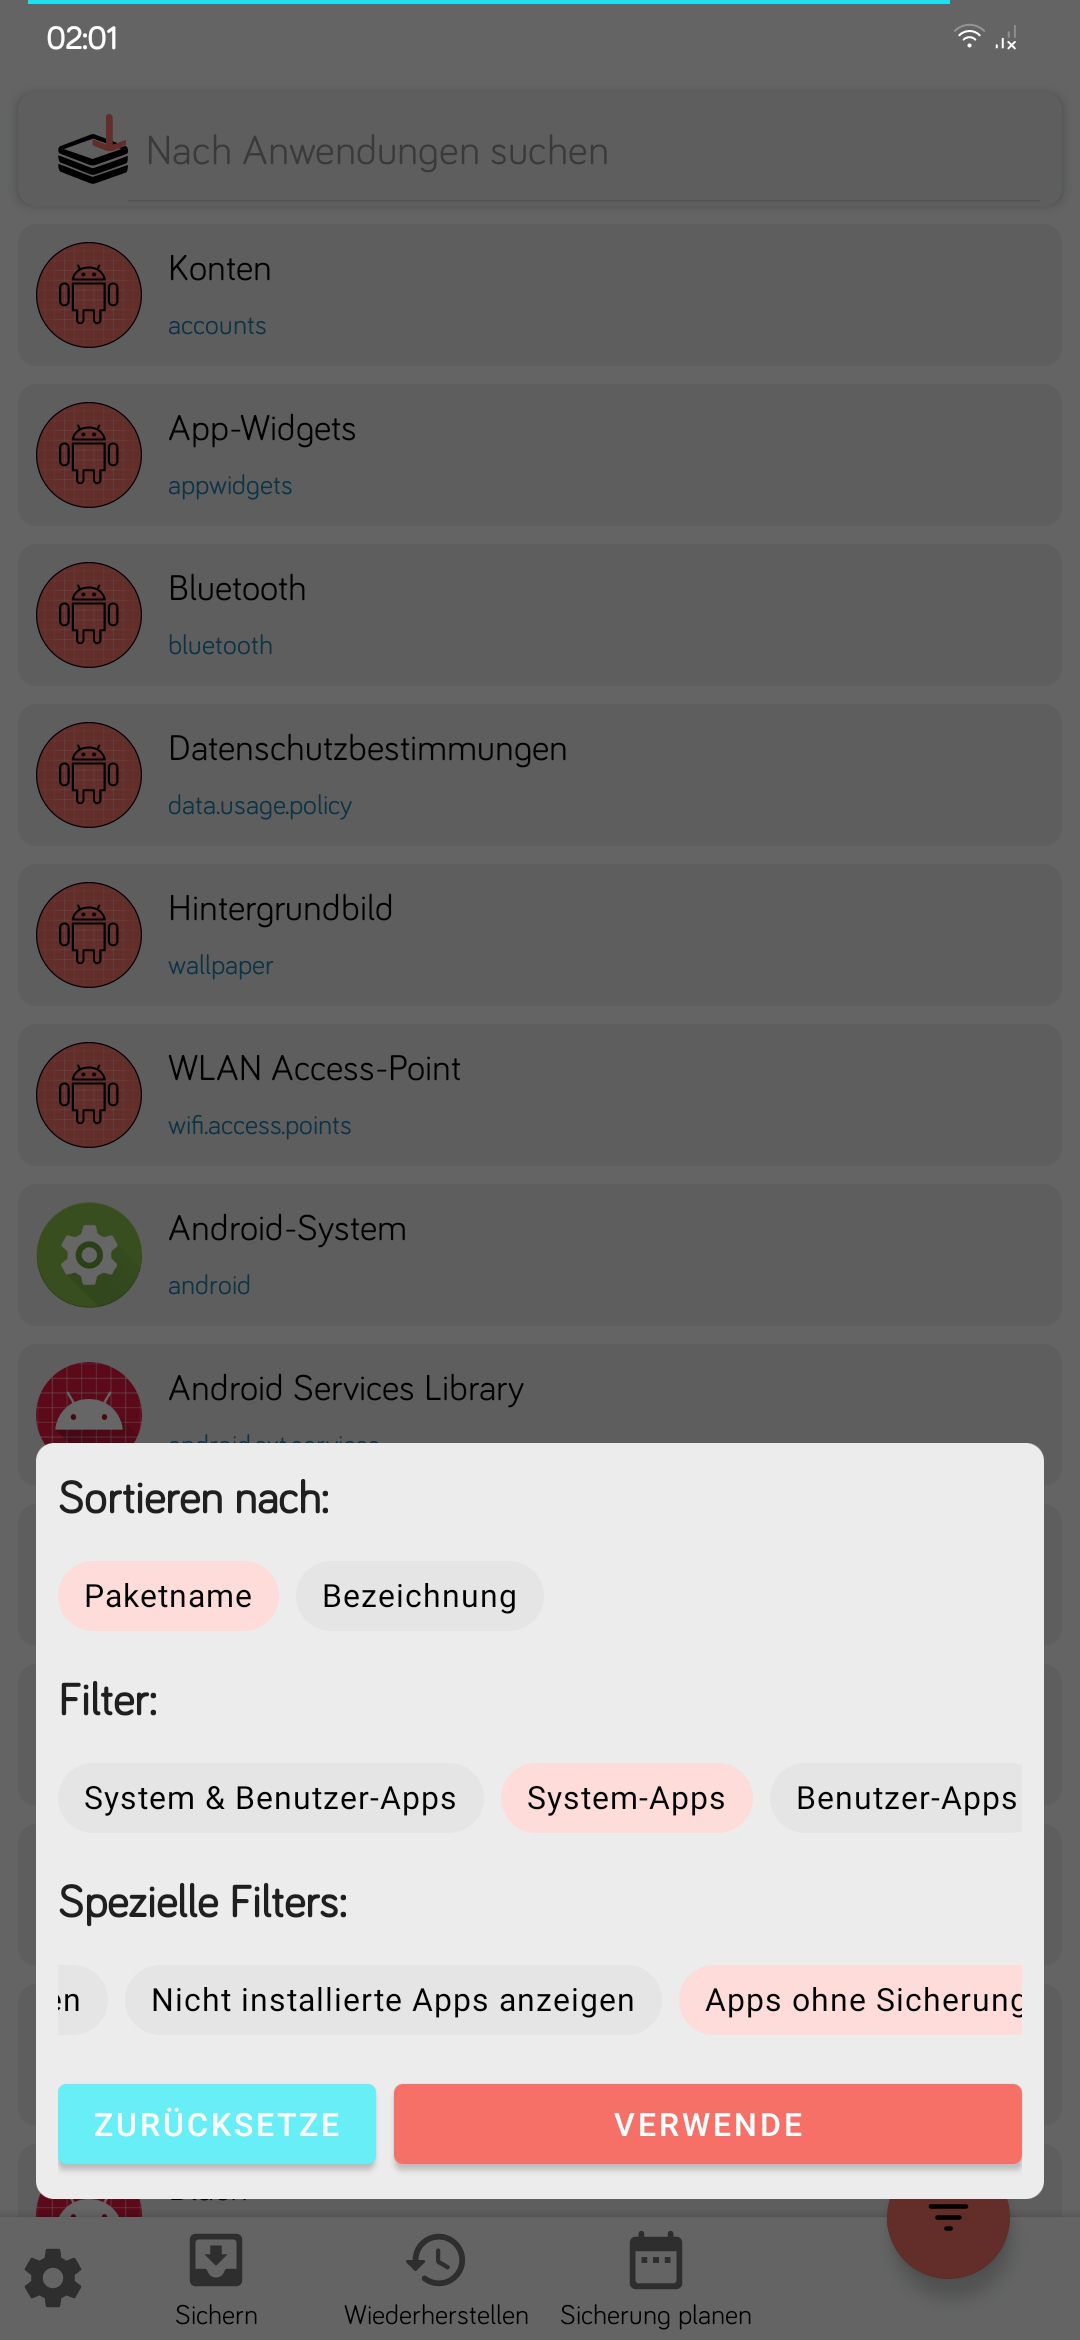 02:01
Nach Anwendungen suchen
Konten
accounts
App-Widgets
appwidgets
Bluetooth
bluetooth
Datenschutzbestimmungen
data.usage.policy
Hintergrundbild
wallpaper
WLAN Access-Point
wifi.access.points
Android-System
android
Android Services Library
Sortieren nach:
Paketname Bezeichnung
Filter:
System & Benutzer-Apps System-Apps Benutzer-Apps
Spezielle Filters:
en Nicht installierte Apps anzeigen Apps ohne Sicherung
ZURÜCKSETZE VERWENDE
Sichern Wiederherstellen Sicherung planen